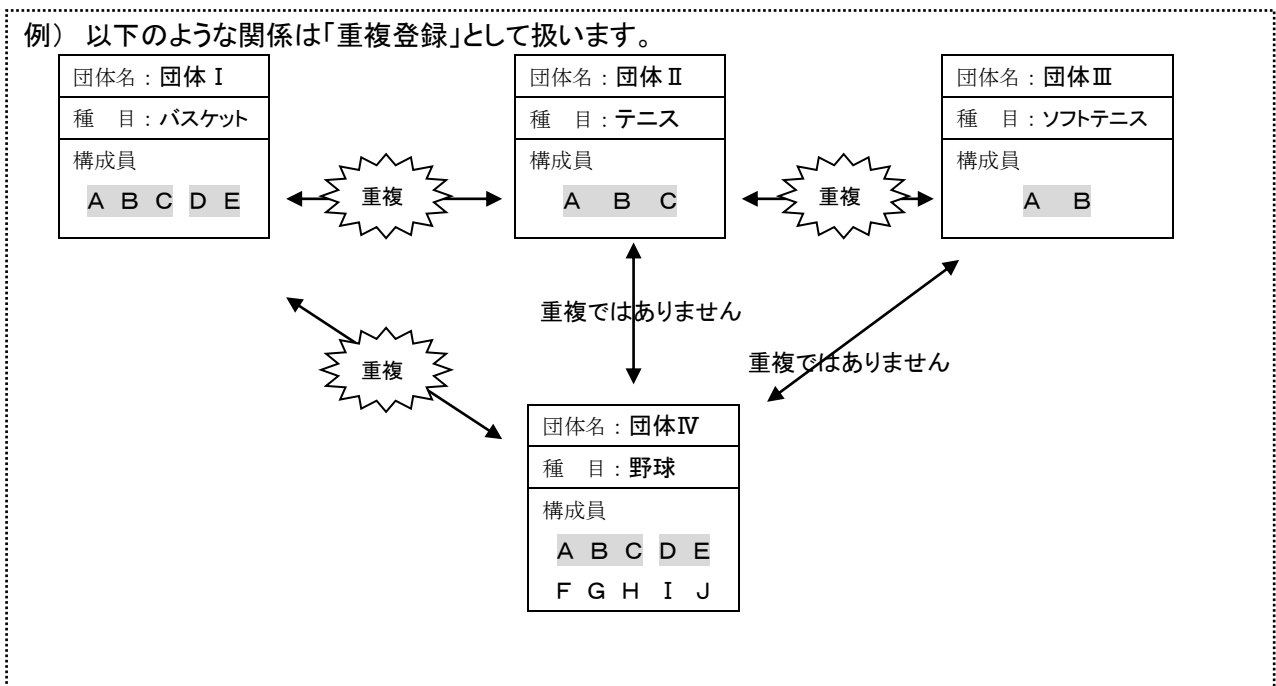 例） 以下のような関係は「重複登録」として扱います。
団体名：団体Ⅰ
種　目：バスケット
構成員
Ａ Ｂ Ｃ Ｄ Ｅ
重複
団体名：団体Ⅱ
種　目：テニス
構成員
Ａ　Ｂ　Ｃ
重複
団体名：団体Ⅲ
種　目：ソフトテニス
構成員
Ａ　Ｂ
重複ではありません
重複
重複ではありません
団体名：団体Ⅳ
種　目：野球
構成員
Ａ Ｂ Ｃ Ｄ Ｅ
Ｆ Ｇ Ｈ Ｉ Ｊ